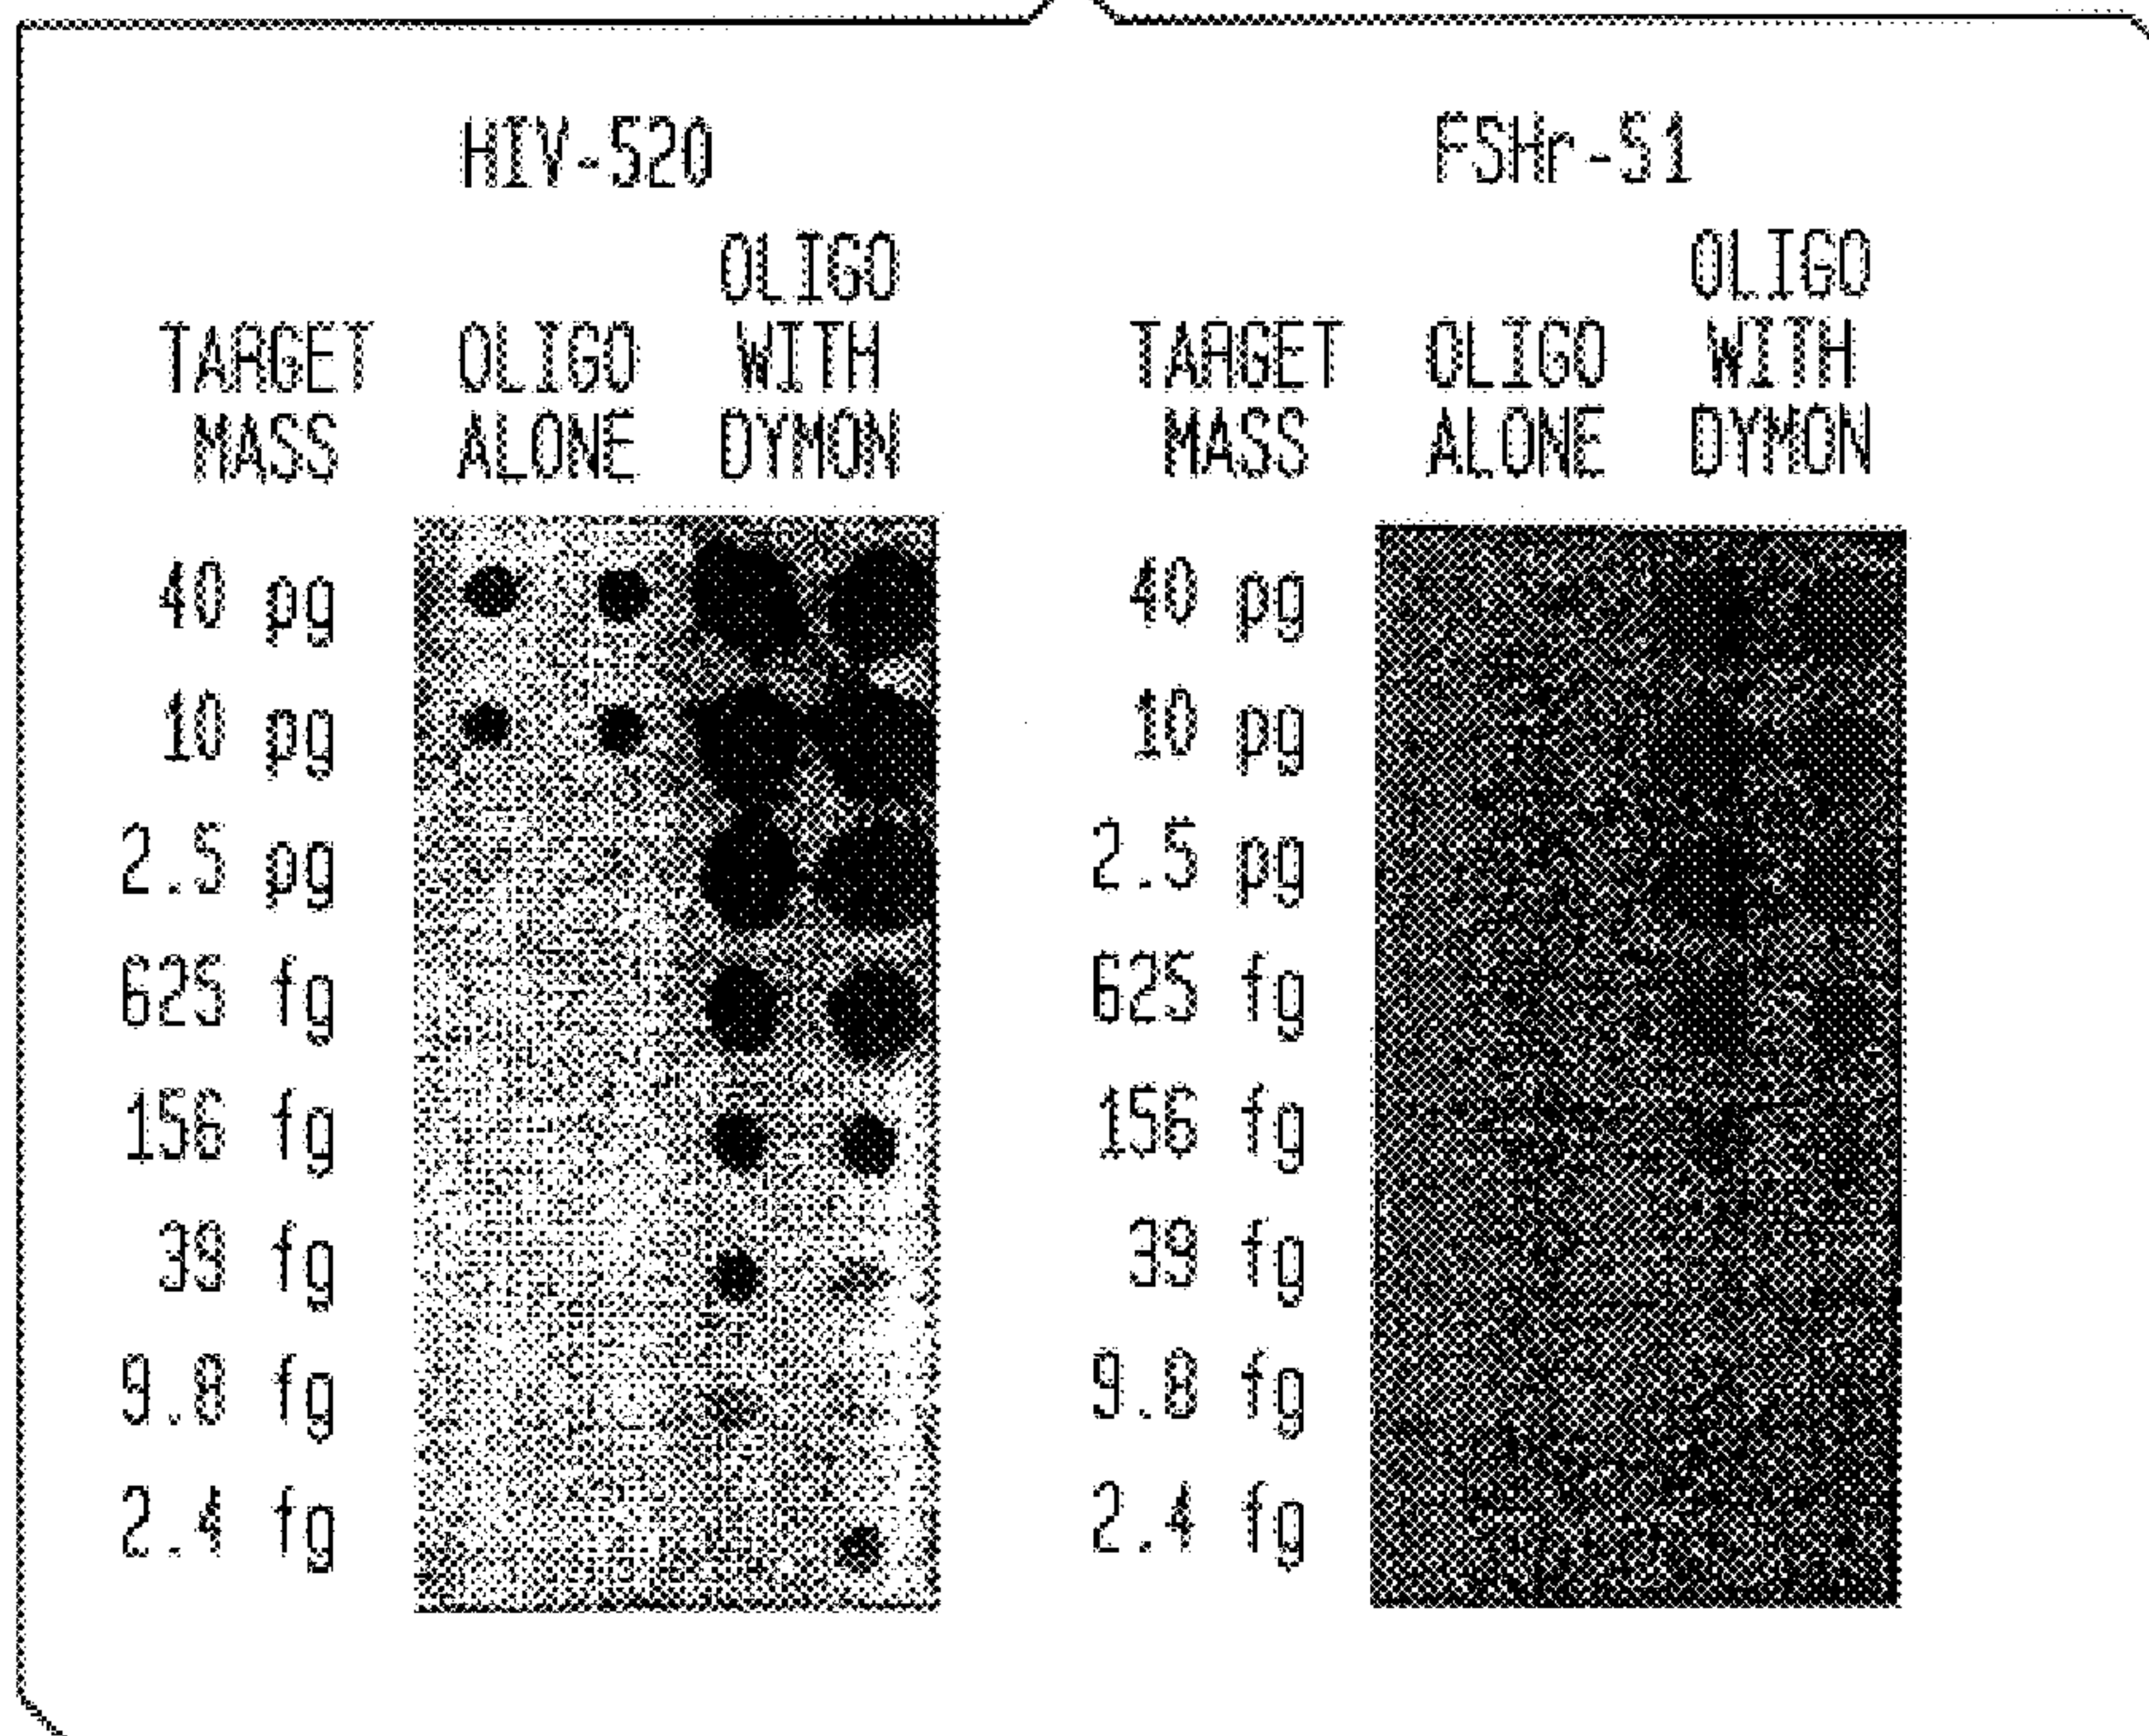 HIV-520
OLIGO
TARGET OLIGO WITH
MASS ALONE DYMON
40 pg
10 pg
2.5 pg
625 fg
156 fg
39 fg
9.8 fg
2.4 fg
FSHr-51
OLIGO
TARGET OLIGO WITH
MASS ALONE DYMON
40 pg
10 pg
2.5 pg
625 fg
156 fg
39 fg
9.8 fg
2.4 fg